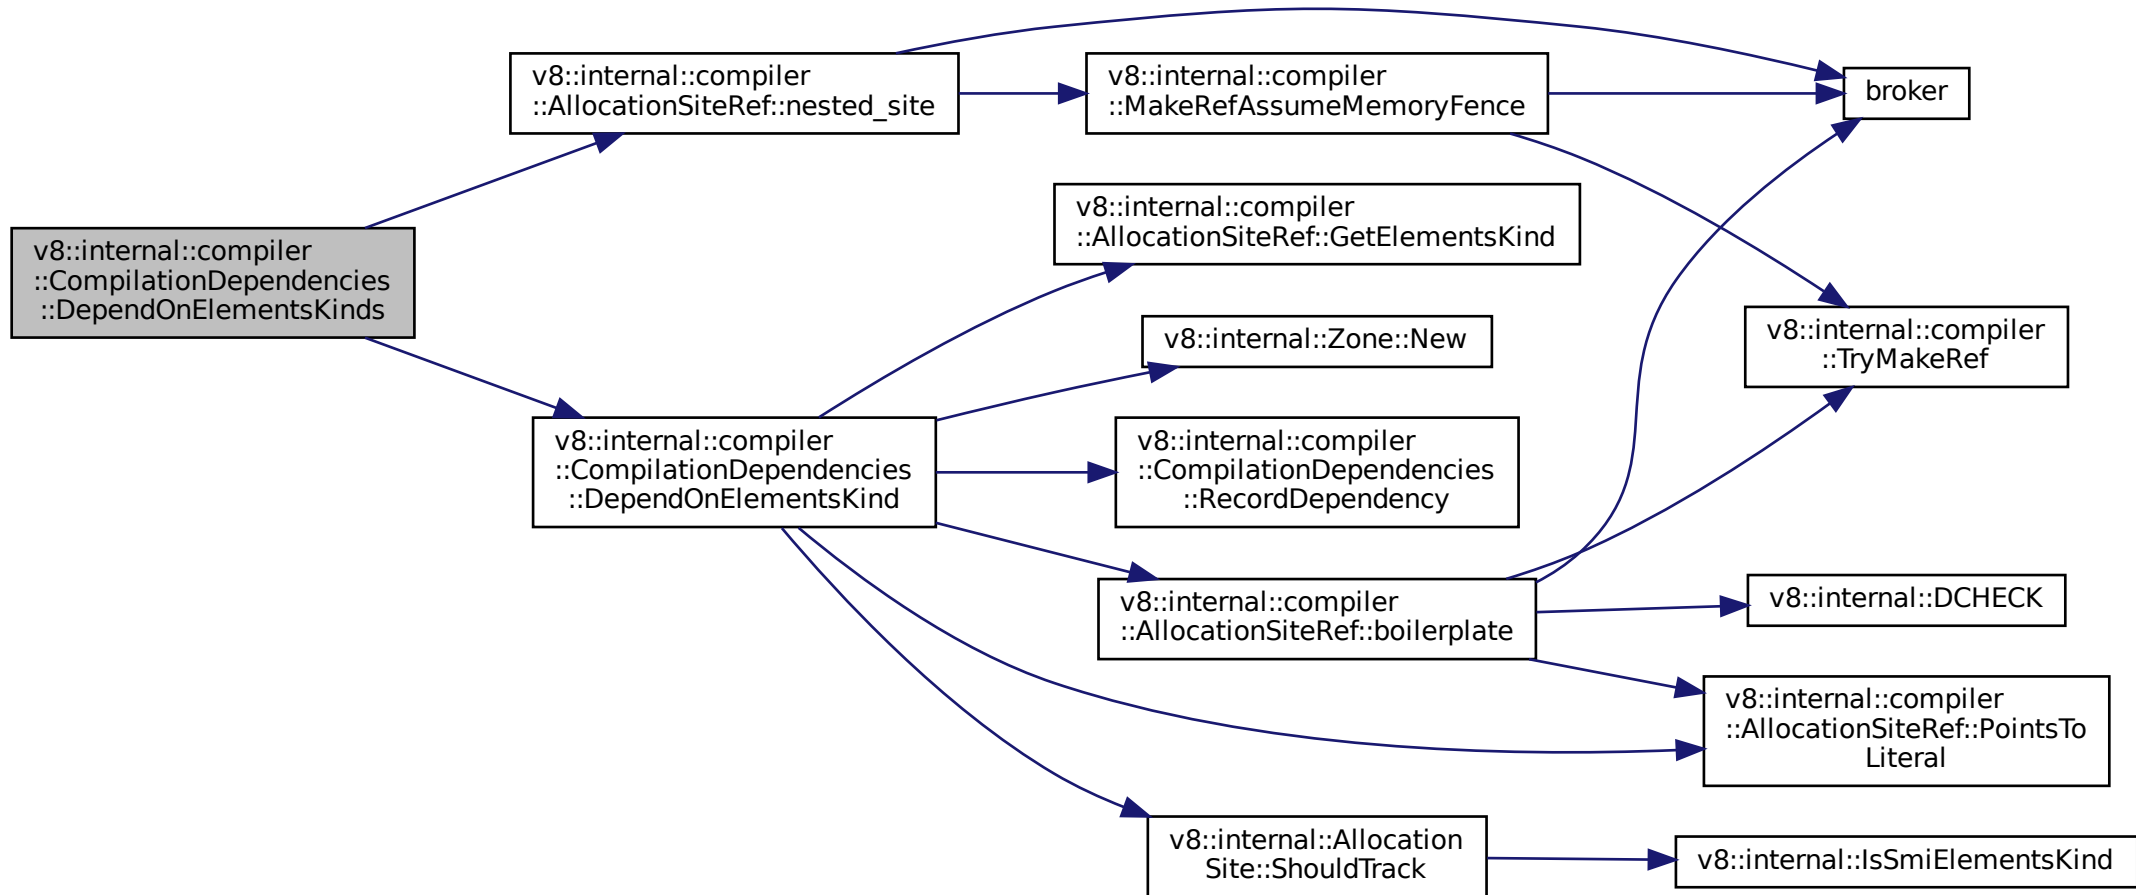 v8::internal::compiler
::CompilationDependencies
::DependOnElementsKinds
v8::internal::compiler
::AllocationSiteRef::nested_site
v8::internal::compiler
::MakeRefAssumeMemoryFence
broker
v8::internal::compiler
::TryMakeRef
v8::internal::compiler
::CompilationDependencies
::DependOnElementsKind
v8::internal::compiler
::AllocationSiteRef::GetElementsKind
v8::internal::Zone::New
v8::internal::compiler
::CompilationDependencies
::RecordDependency
v8::internal::compiler
::AllocationSiteRef::boilerplate
v8::internal::DCHECK
v8::internal::compiler
::AllocationSiteRef::PointsTo
Literal
v8::internal::Allocation
Site::ShouldTrack
v8::internal::IsSmiElementsKind